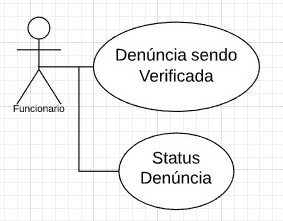 Denúncia sendo
Verificada
Funcionario
Status
Denúncia